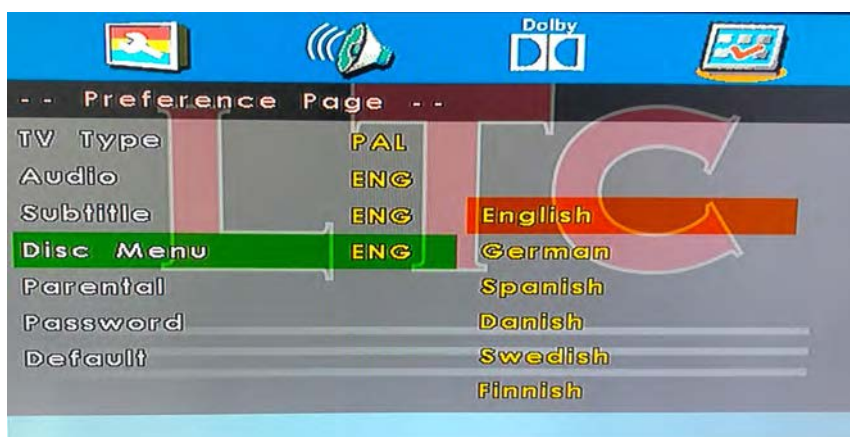 Dolby
-- Preference Page --
TV Type PAL
Audio ENG
Subtitle ENG English
Disc Menu ENG German
Parental Spanish
Password Danish
Default Swedish
Finnish
LTC